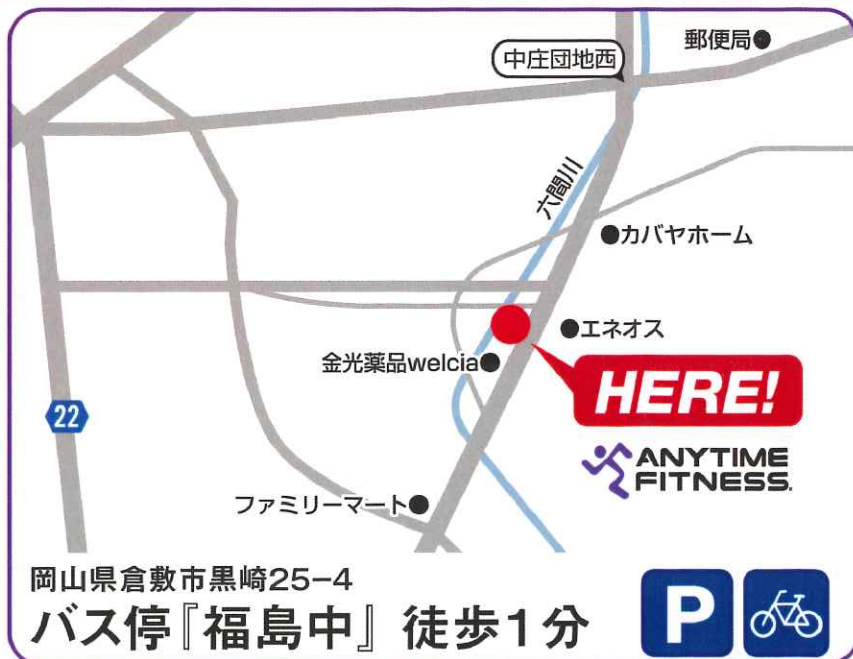 郵便局
中庄団地西
六間川
カバヤホーム
エネオス
金光薬品welcia
HERE!
22
ANYTIME
FITNESS.
ファミリーマート
岡山県倉敷市黒崎25-4
バス停『福島中』 徒歩1分
P